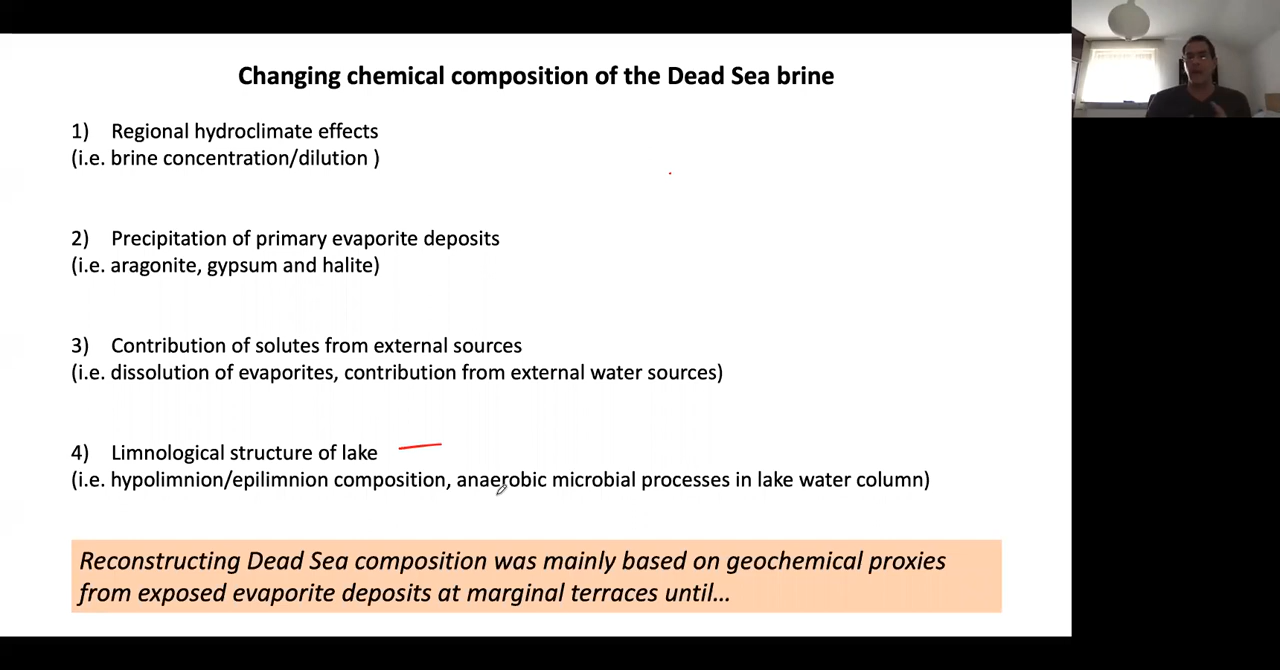 Changing chemical composition of the Dead Sea brine
1) Regional hydroclimate effects
(i.e. brine concentration/dilution )
2) Precipitation of primary evaporite deposits
(i.e. aragonite, gypsum and halite)
3) Contribution of solutes from external sources
(i.e. dissolution of evaporites, contribution from external water sources)
4) Limnological structure of lake
(i.e. hypolimnion/epilimnion composition, anaerobic microbial processes in lake water column)
Reconstructing Dead Sea composition was mainly based on geochemical proxies
from exposed evaporite deposits at marginal terraces until...